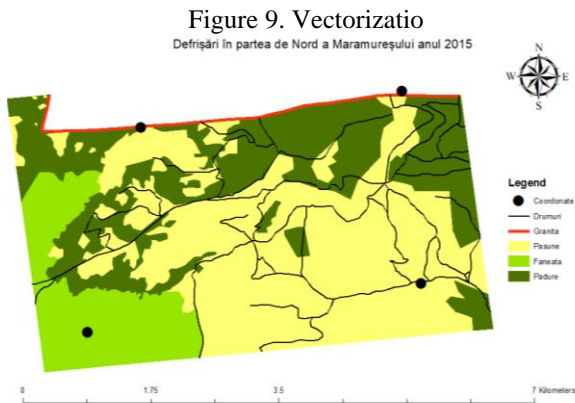 Figure 9. Vectorizatio
Defrișări în partea de Nord a Maramureșului anul 2015
N
W E
S
Legend
Coordonate
Drumuri
Granita
Pasune
Faneata
Padure
0 1.75 3.5 7 Kilometers